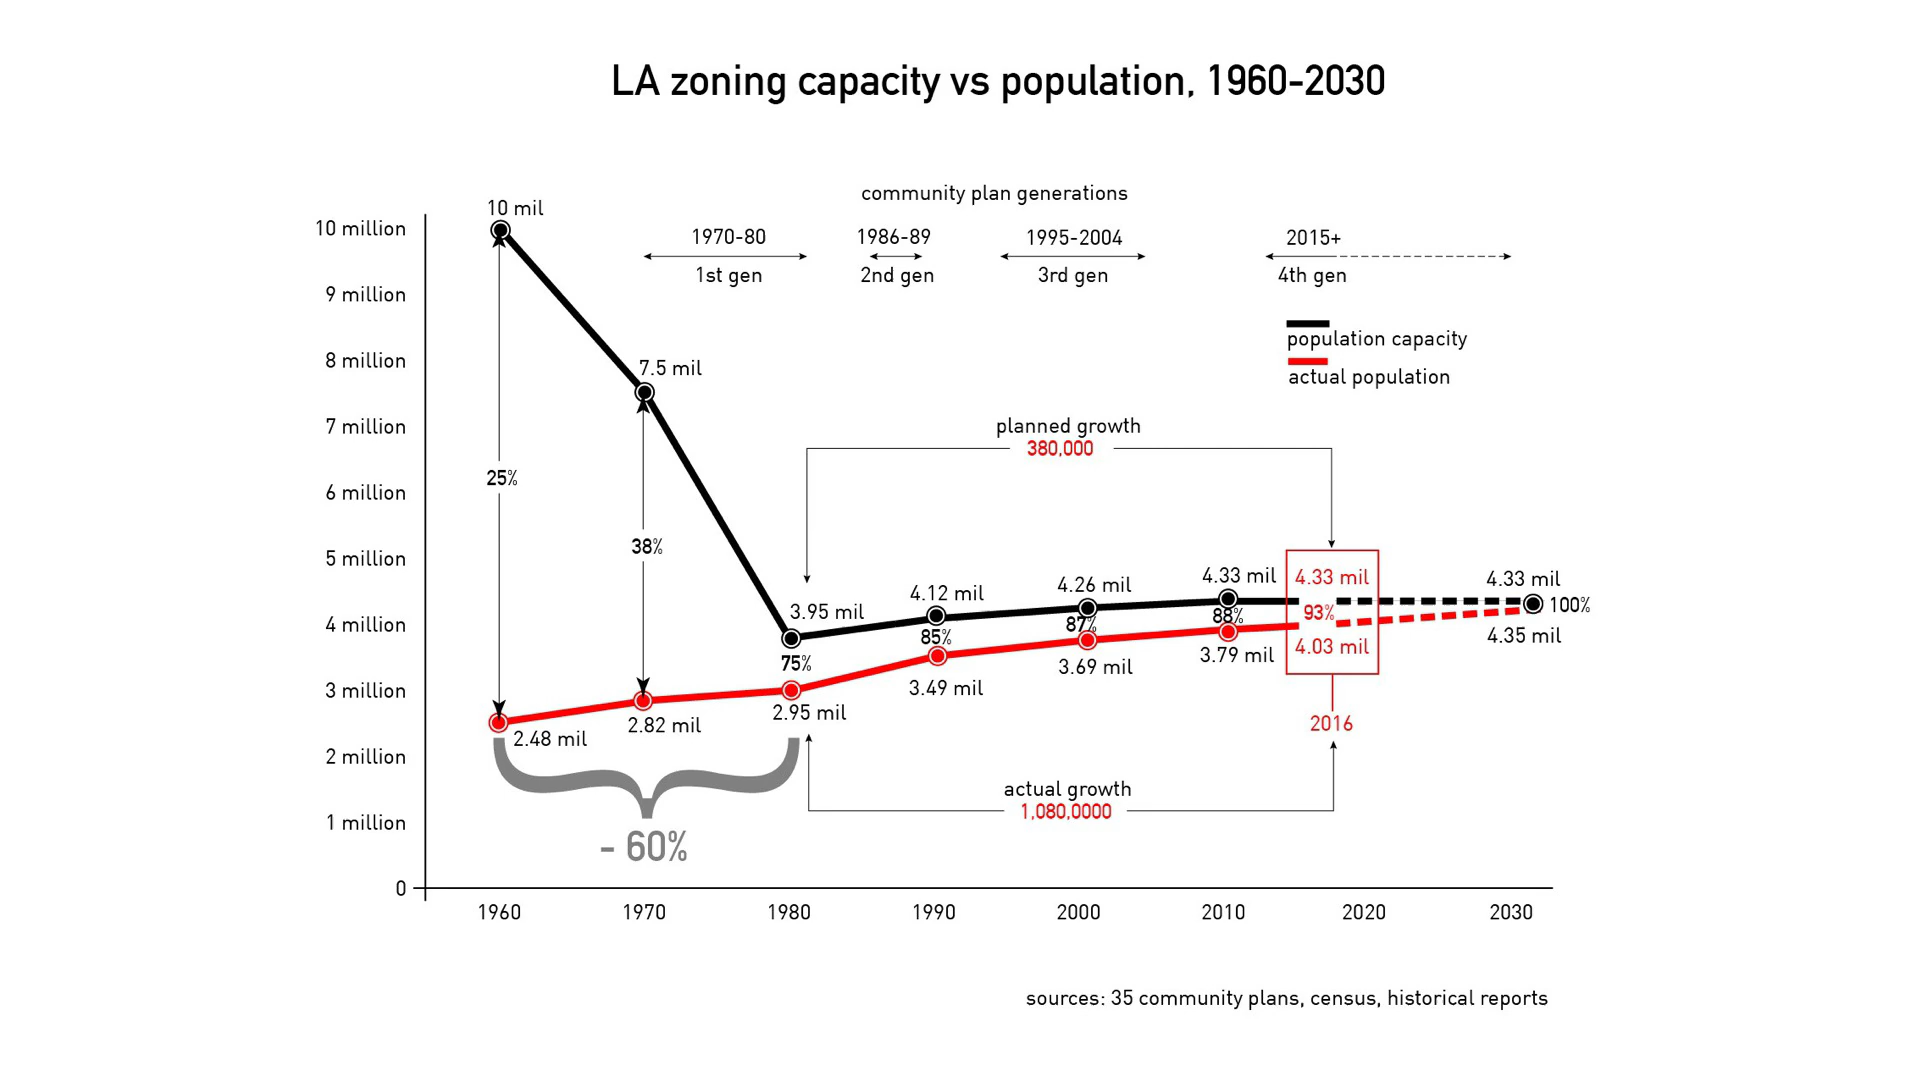 LA zoning capacity vs population, 1960-2030
community plan generations
1970-80
1st gen
1986-89
2nd gen
1995-2004
3rd gen
2015+
4th gen
population capacity
actual population
10 million
9 million
8 million
7 million
6 million
5 million
4 million
3 million
2 million
1 million
0
10 mil
7.5 mil
25%
38%
planned growth
380,000
3.95 mil
4.12 mil
4.26 mil
4.33 mil
4.33 mil
4.33 mil
75%
85%
87%
88%
93%
100%
2.48 mil
2.82 mil
2.95 mil
3.49 mil
3.69 mil
3.79 mil
4.03 mil
4.35 mil
2016
actual growth
1,080,0000
- 60%
1960
1970
1980
1990
2000
2010
2020
2030
sources: 35 community plans, census, historical reports